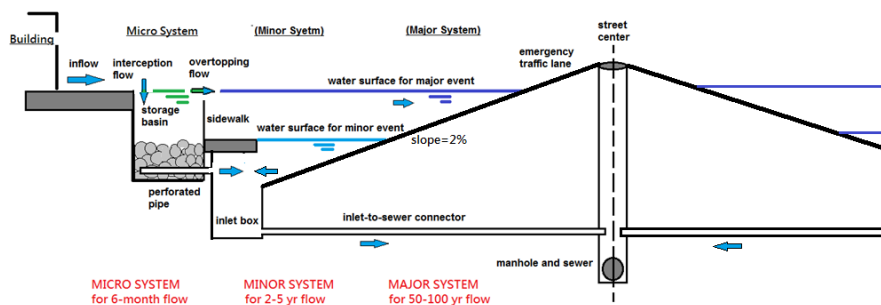 street
center
Micro System
(Minor Syetm)
(Major System)
Building
inflow
interception
flow
overtopping
flow
emergency
traffic lane
water surface for major event
storage
basin
sidewalk
water surface for minor event
slope=2%
perforated
pipe
inlet box
inlet-to-sewer connector
manhole and sewer
MICRO SYSTEM
for 6-month flow
MINOR SYSTEM
for 2-5 yr flow
MAJOR SYSTEM
for 50-100 yr flow